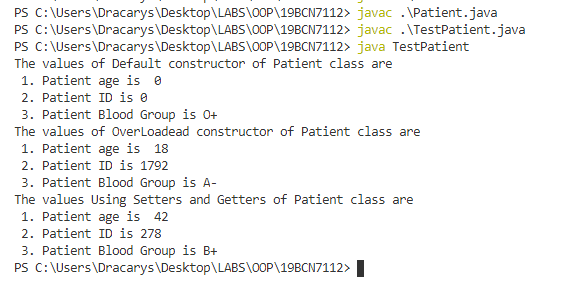 PS C:\Users\Dracarys\Desktop\LABS\OOP\19BCN7112> javac .\Patient.java
PS C:\Users\Dracarys\Desktop\LABS\OOP\19BCN7112> javac .\TestPatient.java
PS C:\Users\Dracarys\Desktop\LABS\OOP\19BCN7112> java TestPatient
The values of Default constructor of Patient class are
 1. Patient age is  0
 2. Patient ID is 0
 3. Patient Blood Group is O+
The values of OverLoadead constructor of Patient class are
 1. Patient age is  18
 2. Patient ID is 1792
 3. Patient Blood Group is A-
The values Using Setters and Getters of Patient class are
 1. Patient age is  42
 2. Patient ID is 278
 3. Patient Blood Group is B+
PS C:\Users\Dracarys\Desktop\LABS\OOP\19BCN7112>